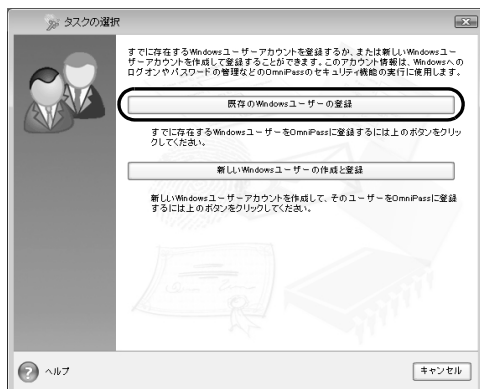 タスクの選択
すでに存在するWindowsユーザーアカウントを登録するか、または新しいWindowsユー
ザーアカウントを作成して登録することができます。このアカウント情報は、Windowsへの
ログオンやパスワードの管理などのOmniPassのセキュリティ機能の実行に使用します。
既存のWindowsユーザーの登録
すでに存在するWindowsユーザーをOmniPassに登録するには上のボタンをクリッ
クしてください。
新しいWindowsユーザーの作成と登録
新しいWindowsユーザーアカウントを作成して、そのユーザーをOmniPassに登録
するには上のボタンをクリックしてください。
ヘルプ
キャンセル